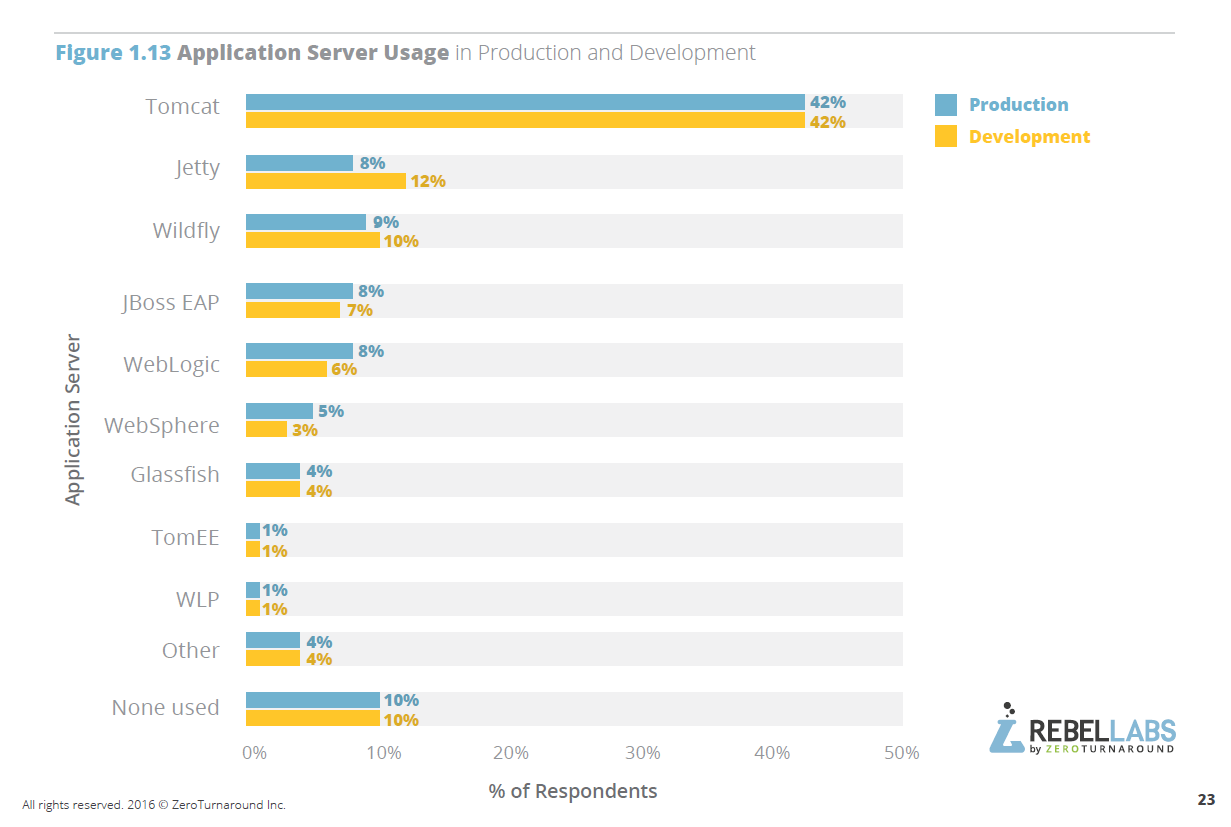 Figure 1.13 Application Server Usage in Production and Development
Production
Development
Application Server
Tomcat
42%
42%
Jetty
8%
12%
Wildfly
9%
10%
JBoss EAP
8%
7%
WebLogic
8%
6%
WebSphere
5%
3%
Glassfish
4%
4%
TomEE
1%
1%
WLP
1%
1%
Other
4%
4%
None used
10%
10%
0% 10% 20% 30% 40% 50%
% of Respondents
REBELLABS
by ZEROTURNAROUND
All rights reserved. 2016 © ZeroTurnaround Inc.
23